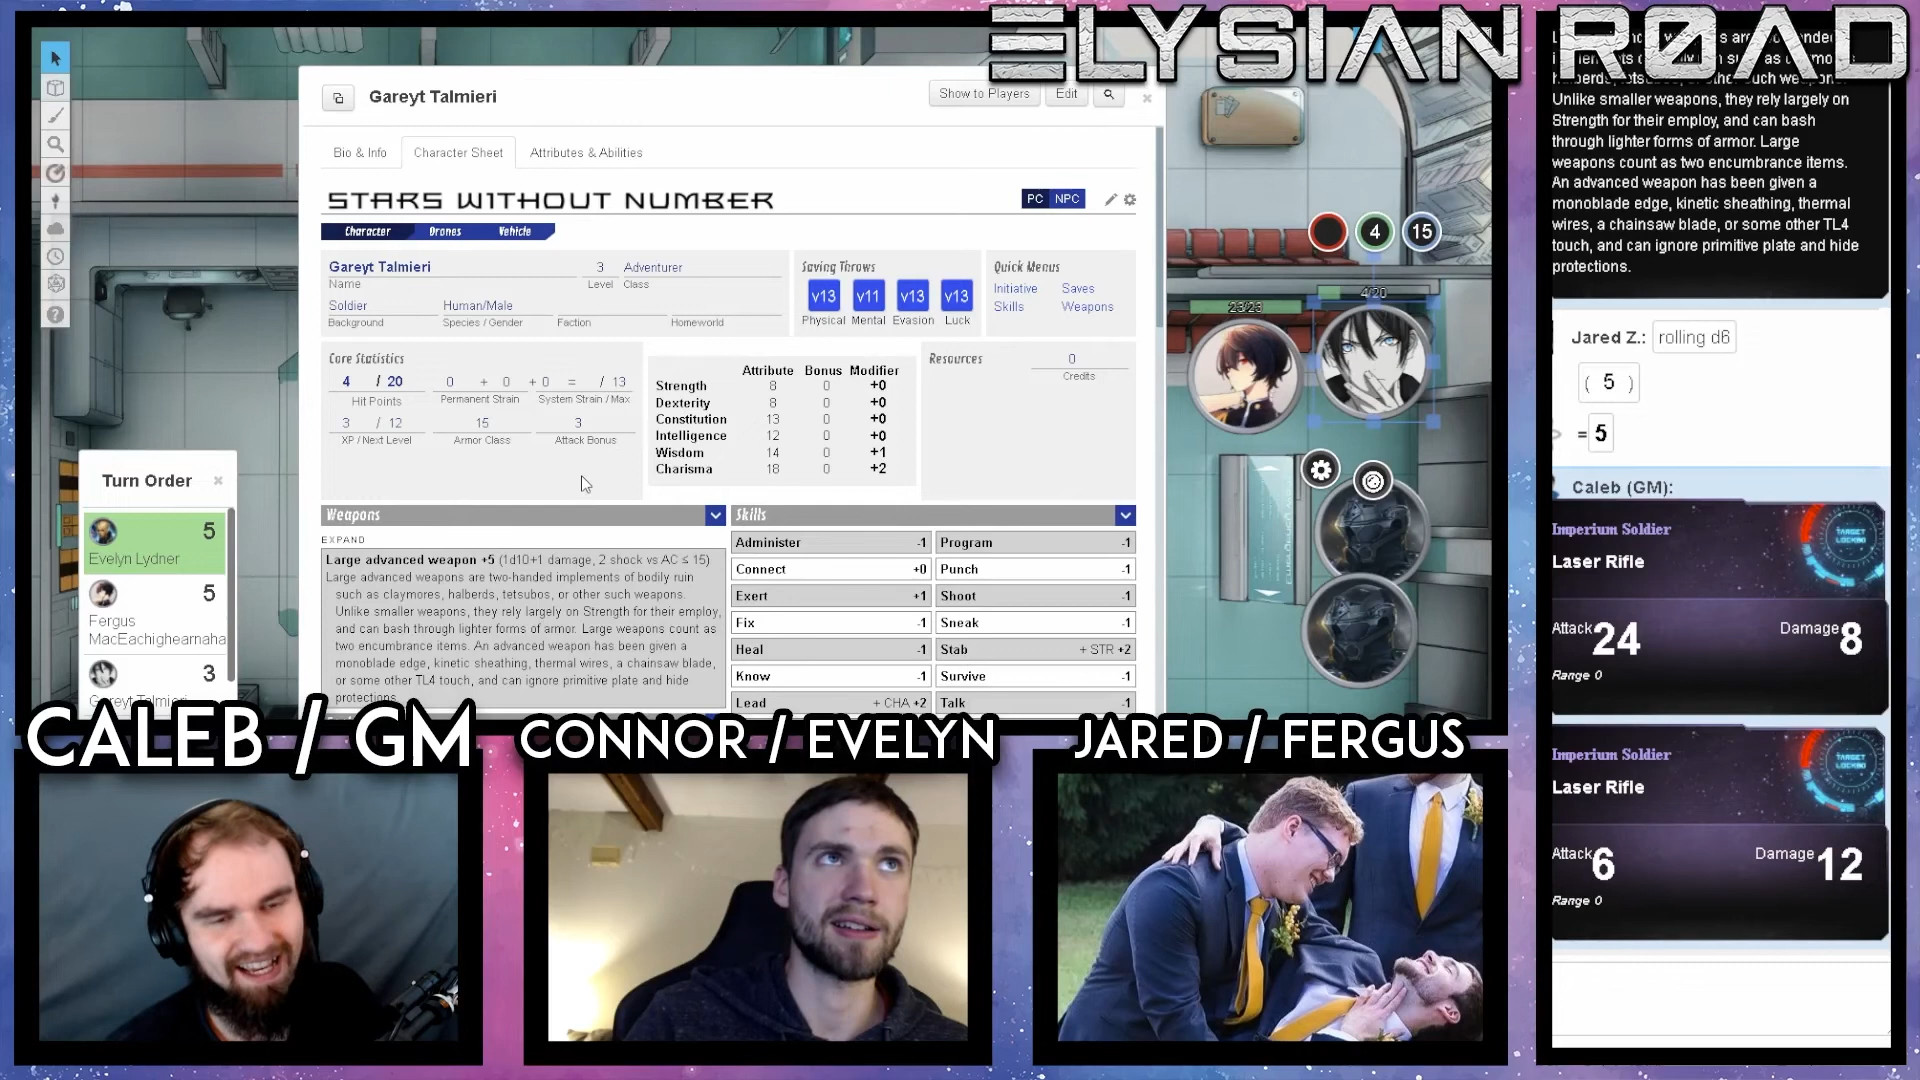 ELYSIAN RØAD
Gareyt Talmieri
Show to Players
Edit
Bio & Info
Character Sheet
Attributes & Abilities
STARS WITHOUT NUMBER
PC NPC
Character
Drones
Vehicle
Gareyt Talmieri
3
Adventurer
Name
Level
Class
Soldier
Human/Male
Background
Species / Gender
Faction
Homeworld
Saving Throws
v13 v11 v13 v13
Physical Mental Evasion Luck
Quick Menus
Initiative Saves
Skills Weapons
Core Statistics
4 / 20
0 + 0 + 0 = / 13
Hit Points
Permanent Strain
System Strain / Max
3 / 12
15
3
XP / Next Level
Armor Class
Attack Bonus
Attribute Bonus Modifier
Strength 8 0 +0
Dexterity 8 0 +0
Constitution 13 0 +0
Intelligence 12 0 +0
Wisdom 14 0 +1
Charisma 18 0 +2
Resources
0
Credits
Weapons
EXPAND
Large advanced weapon +5 (1d10+1 damage, 2 shock vs AC ≤ 15)
Large advanced weapons are two-handed implements of bodily ruin
such as claymores, halberds, tetsubos, or other such weapons.
Unlike smaller weapons, they rely largely on Strength for their employ,
and can bash through lighter forms of armor. Large weapons count as
two encumbrance items. An advanced weapon has been given a
monoblade edge, kinetic sheathing, thermal wires, a chainsaw blade,
or some other TL4 touch, and can ignore primitive plate and hide
protections.
Skills
Administer -1 Program -1
Connect +0 Punch -1
Exert +1 Shoot -1
Fix -1 Sneak -1
Heal -1 Stab + STR +2
Know -1 Survive -1
Lead + CHA +2 Talk -1
Turn Order
5
Evelyn Lydner
5
Fergus
MacEachighearnaha
3
Gareyt Talmieri
4
15
23/23
4/20
Unlike smaller weapons, they rely largely on
Strength for their employ, and can bash
through lighter forms of armor. Large
weapons count as two encumbrance items.
An advanced weapon has been given a
monoblade edge, kinetic sheathing, thermal
wires, a chainsaw blade, or some other TL4
touch, and can ignore primitive plate and hide
protections.
Jared Z.: rolling d6
( 5 )
= 5
Caleb (GM):
Imperium Soldier
Laser Rifle
TARGET
LOCKED
Attack 24
Damage 8
Range 0
Imperium Soldier
Laser Rifle
TARGET
LOCKED
Attack 6
Damage 12
Range 0
CALEB / GM
CONNOR / EVELYN
JARED / FERGUS